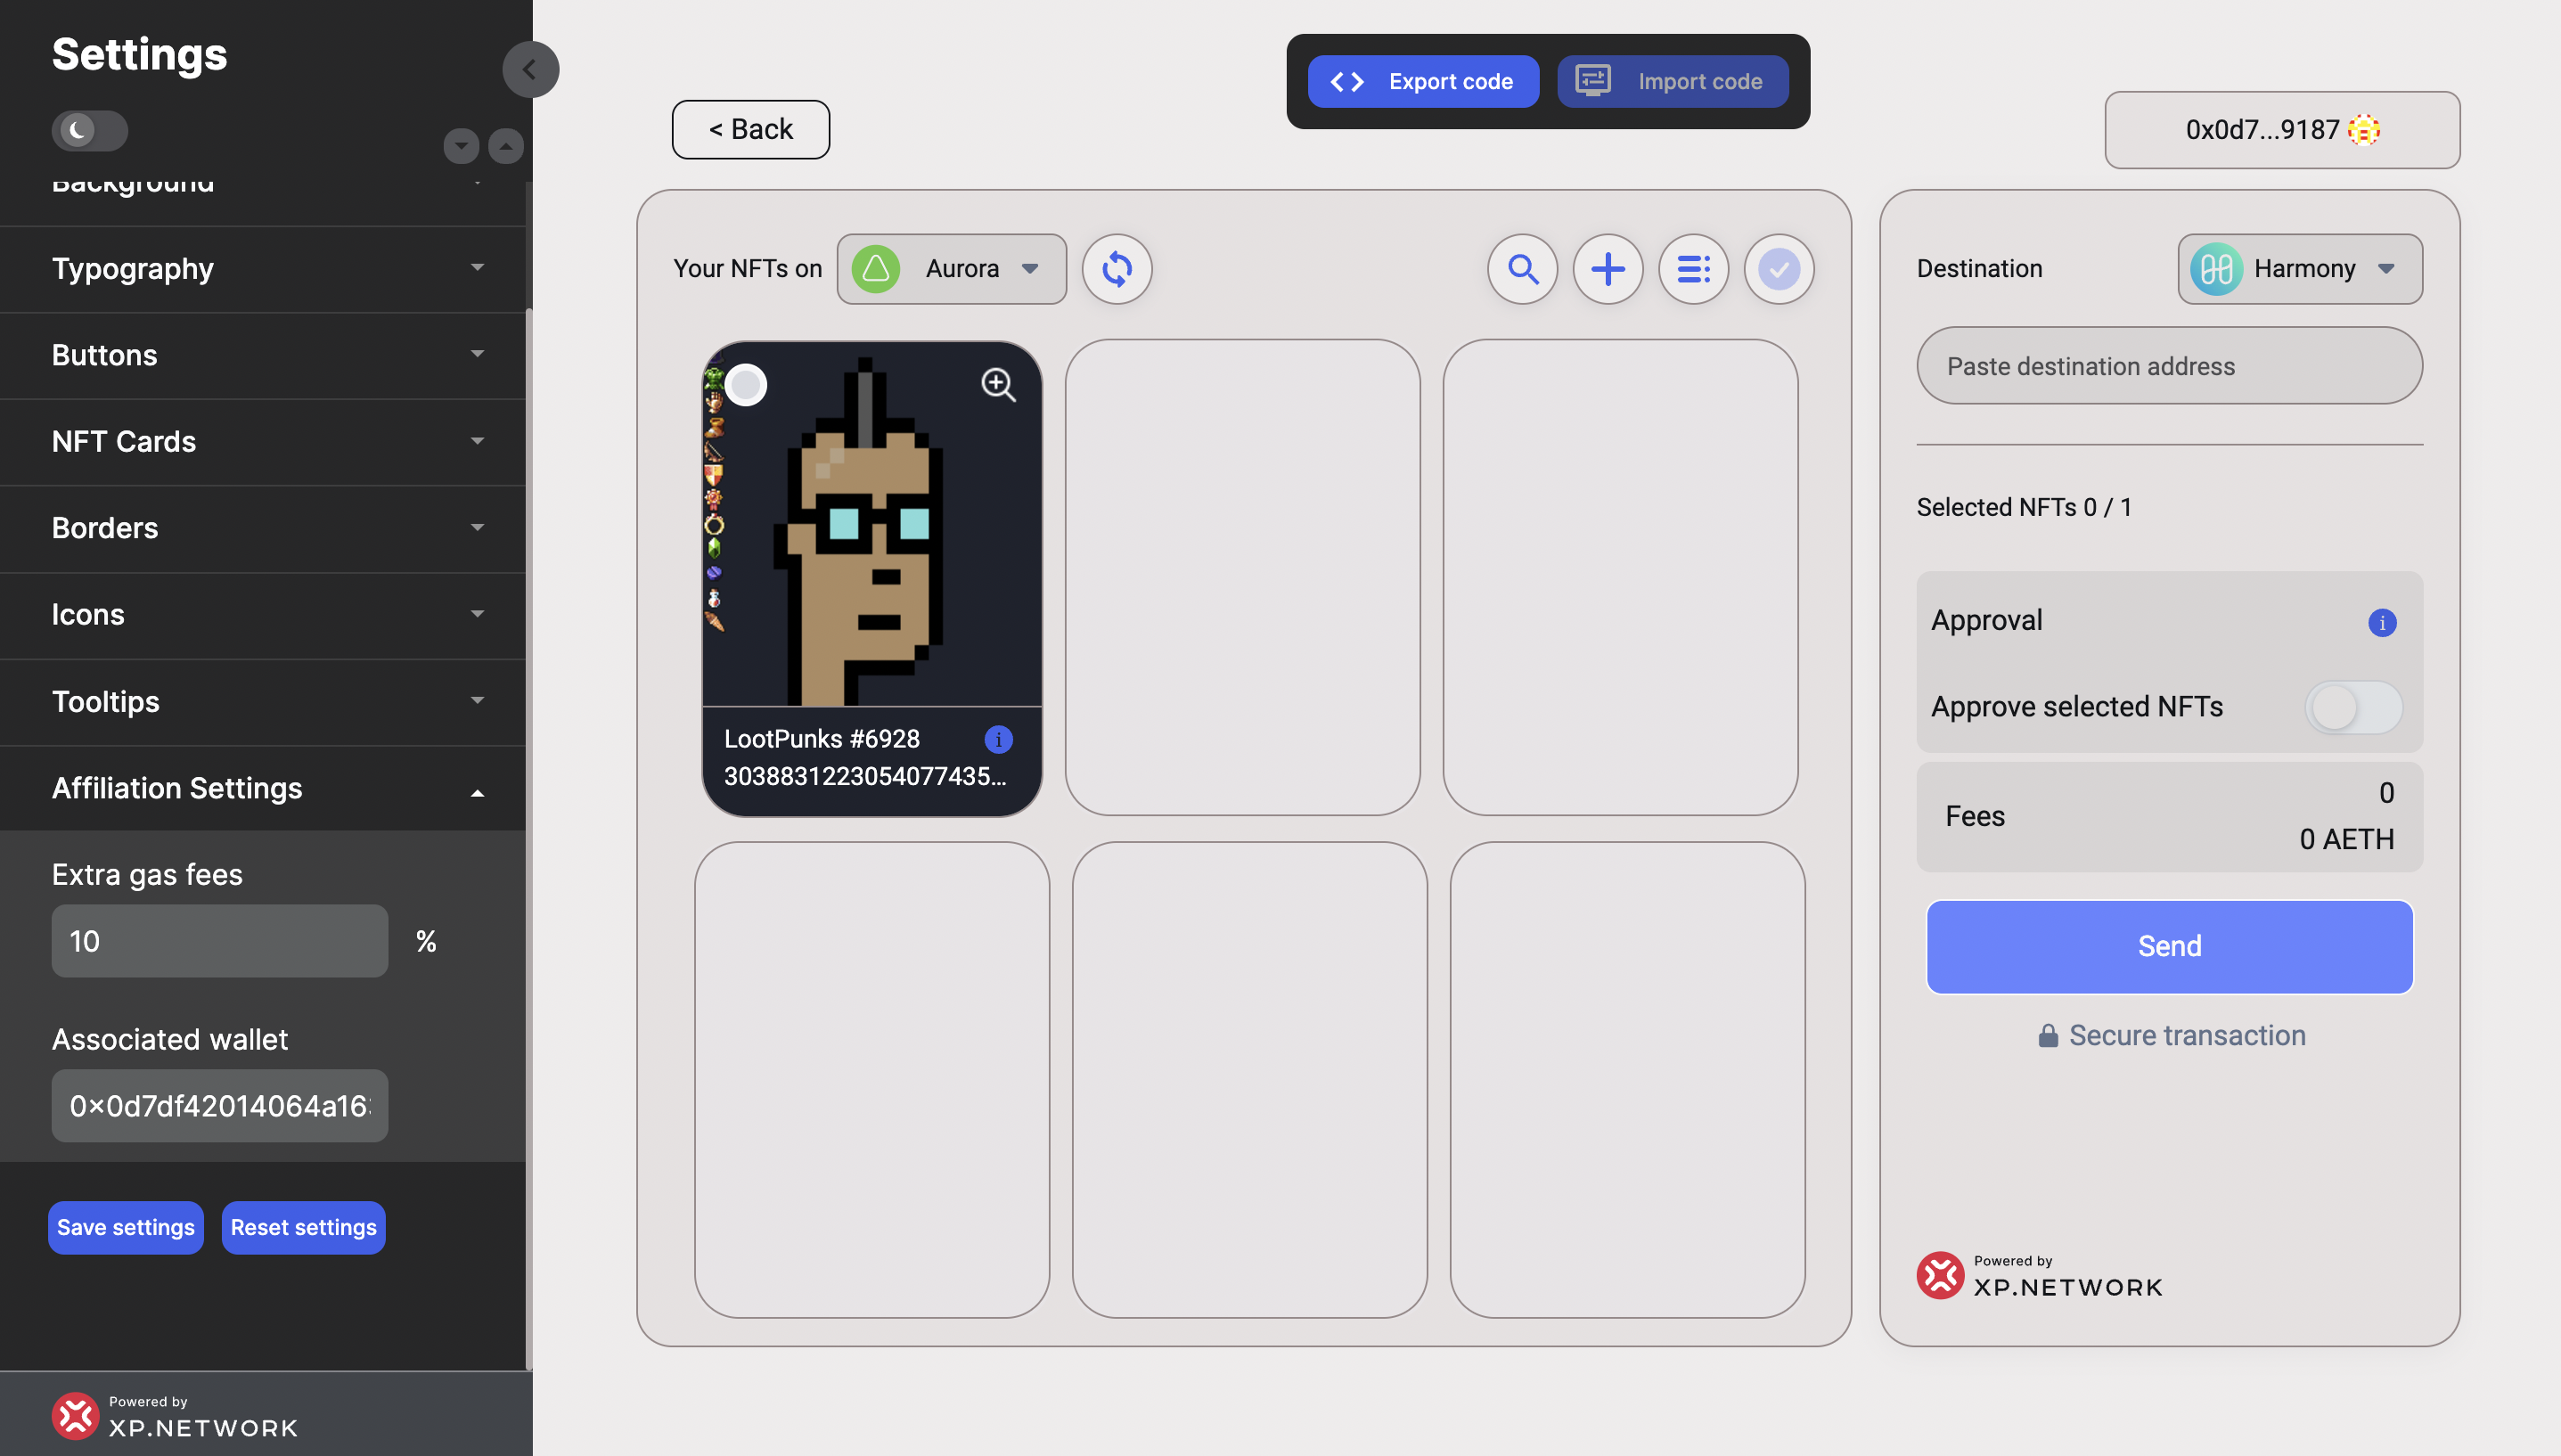 Settings
Background
Typography
Buttons
NFT Cards
Borders
Icons
Tooltips
Affiliation Settings
Extra gas fees
10
%
Associated wallet
0x0d7df42014064a16
Save settings
Reset settings
Powered by
XP.NETWORK
Export code
Import code
< Back
0x0d7...9187
Your NFTs on
Aurora
LootPunks #6928
i
3038831223054077435...
Destination
Harmony
Paste destination address
Selected NFTs 0 / 1
Approval
i
Approve selected NFTs
Fees
0
0 AETH
Send
Secure transaction
Powered by
XP.NETWORK